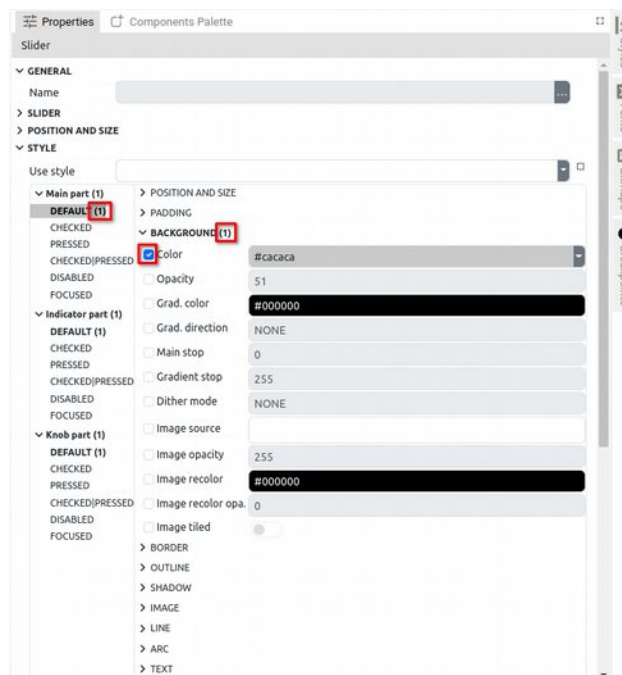 Properties Components Palette
Slider
GENERAL
Name ...
SLIDER
POSITION AND SIZE
STYLE
Use style
Main part (1)
DEFAULT (1)
CHECKED
PRESSED
CHECKED|PRESSED
DISABLED
FOCUSED
Indicator part (1)
DEFAULT (1)
CHECKED
PRESSED
CHECKED|PRESSED
DISABLED
FOCUSED
Knob part (1)
DEFAULT (1)
CHECKED
PRESSED
CHECKED|PRESSED
DISABLED
FOCUSED
POSITION AND SIZE
PADDING
BACKGROUND (1)
Color #cacaca
Opacity 51
Grad. color #000000
Grad. direction NONE
Main stop 0
Gradient stop 255
Dither mode NONE
Image source
Image opacity 255
Image recolor #000000
Image recolor opa. 0
Image tiled
BORDER
OUTLINE
SHADOW
IMAGE
LINE
ARC
TEXT